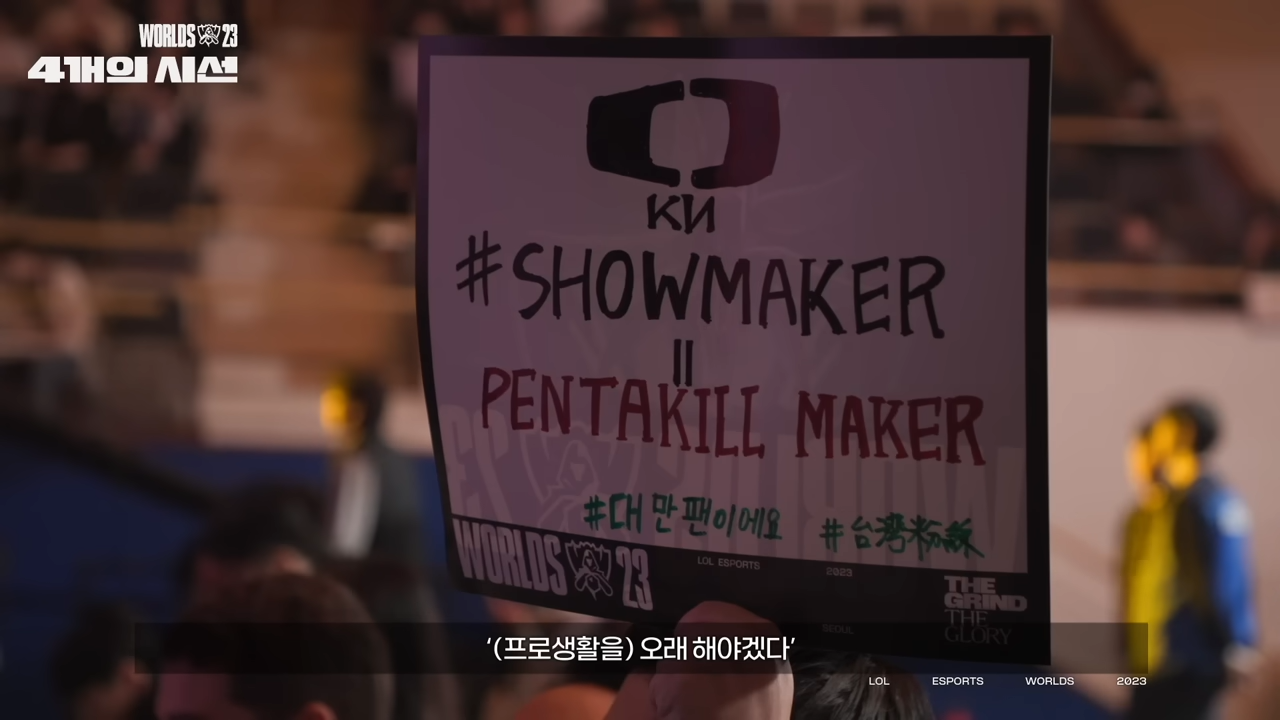 WORLDS 23
4개의 시선
KIA
#SHOWMAKER
=
PENTAKILL MAKER
#대만팬이에요 #台灣粉絲
WORLDS 23
LOL ESPORTS 2023
SEOUL
THE
GRIND
THE
GLORY
‘(프로생활을) 오래 해야겠다’
LOL ESPORTS WORLDS 2023